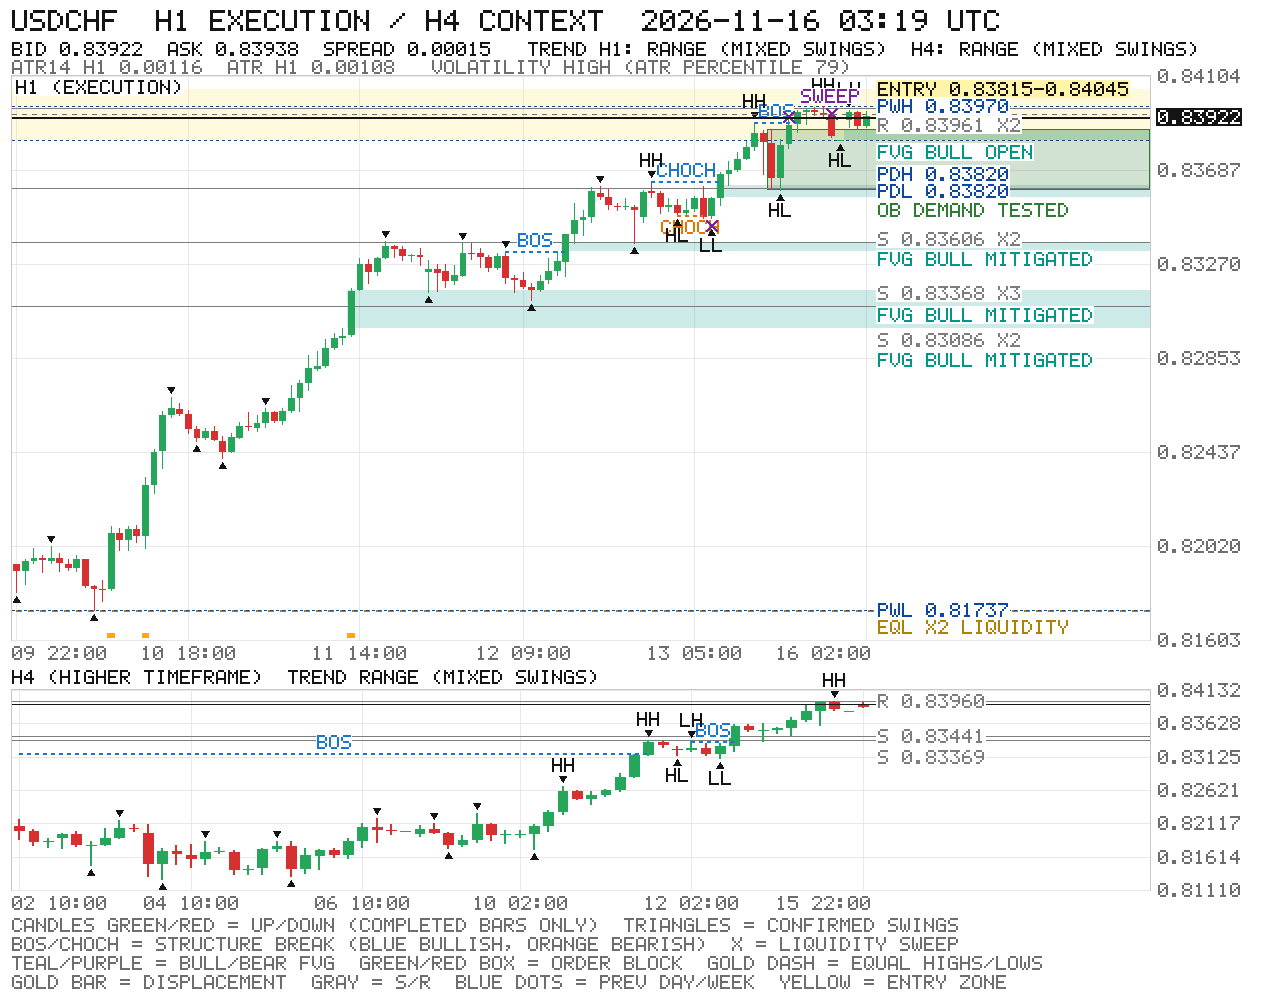 USDCHF  H1 EXECUTION / H4 CONTEXT  2026-11-16 03:19 UTC
BID 0.83922  ASK 0.83938  SPREAD 0.00015  TREND H1: RANGE (MIXED SWINGS)  H4: RANGE (MIXED SWINGS)
ATR14 H1 0.00116  ATR H1 0.00108  VOLATILITY HIGH (ATR PERCENTILE 79)
H1 (EXECUTION)
0.84104
ENTRY 0.83815-0.84045
HH
SWEEP
HH
BOS
PWH 0.83970
0.83922
R 0.83961 X2
FVG BULL OPEN
HL
HH
CHOCH
0.83687
PDH 0.83820
PDL 0.83820
HL
OB DEMAND TESTED
CHOCH
HL
LL
BOS
S 0.83606 X2
FVG BULL MITIGATED
0.83270
S 0.83368 X3
FVG BULL MITIGATED
S 0.83086 X2
FVG BULL MITIGATED
0.82853
0.82437
0.82020
PWL 0.81737
EQL X2 LIQUIDITY
0.81603
09 22:00  10 18:00  11 14:00  12 09:00  13 05:00  16 02:00
H4 (HIGHER TIMEFRAME)  TREND RANGE (MIXED SWINGS)
HH
0.84132
R 0.83960
HH
LH
0.83628
BOS
BOS
S 0.83441
S 0.83369
0.83125
HH
HL
LL
0.82621
0.82117
0.81614
0.81110
02 10:00  04 10:00  06 10:00  10 02:00  12 02:00  15 22:00
CANDLES GREEN/RED = UP/DOWN (COMPLETED BARS ONLY)  TRIANGLES = CONFIRMED SWINGS
BOS/CHOCH = STRUCTURE BREAK (BLUE BULLISH, ORANGE BEARISH)  X = LIQUIDITY SWEEP
TEAL/PURPLE = BULL/BEAR FVG  GREEN/RED BOX = ORDER BLOCK  GOLD DASH = EQUAL HIGHS/LOWS
GOLD BAR = DISPLACEMENT  GRAY = S/R  BLUE DOTS = PREV DAY/WEEK  YELLOW = ENTRY ZONE